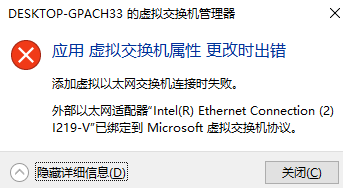 DESKTOP-GPACH33 的虚拟交换机管理器
应用 虚拟交换机属性 更改时出错
添加虚拟以太网交换机连接时失败。
外部以太网适配器“Intel(R) Ethernet Connection (2)
I219-V”已绑定到 Microsoft 虚拟交换机协议。
隐藏详细信息(D)
关闭(C)